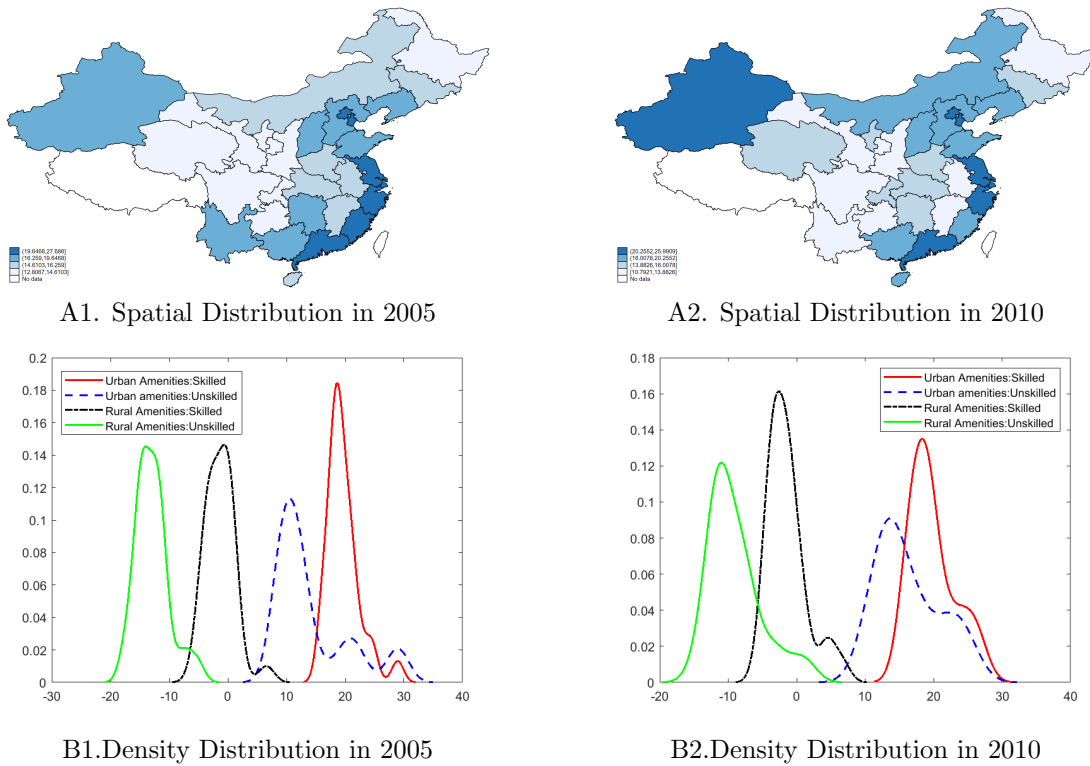 (19.6468,27.686]
(16.259,19.6468]
(14.6103,16.259]
[12.8067,14.6103]
No data
(20.2552,25.9909]
(16.0078,20.2552]
(13.8826,16.0078]
[10.7921,13.8826]
No data
A1. Spatial Distribution in 2005
A2. Spatial Distribution in 2010
0.2
0.18
0.16
0.14
0.12
0.1
0.08
0.06
0.04
0.02
0
-30 -20 -10 0 10 20 30 40
Urban Amenities:Skilled
Urban amenities:Unskilled
Rural Amenities:Skilled
Rural Amenities:Unskilled
0.18
0.16
0.14
0.12
0.1
0.08
0.06
0.04
0.02
0
-20 -10 0 10 20 30 40
Urban Amenities:Skilled
Urban amenities:Unskilled
Rural Amenities:Skilled
Rural Amenities:Unskilled
B1.Density Distribution in 2005
B2.Density Distribution in 2010